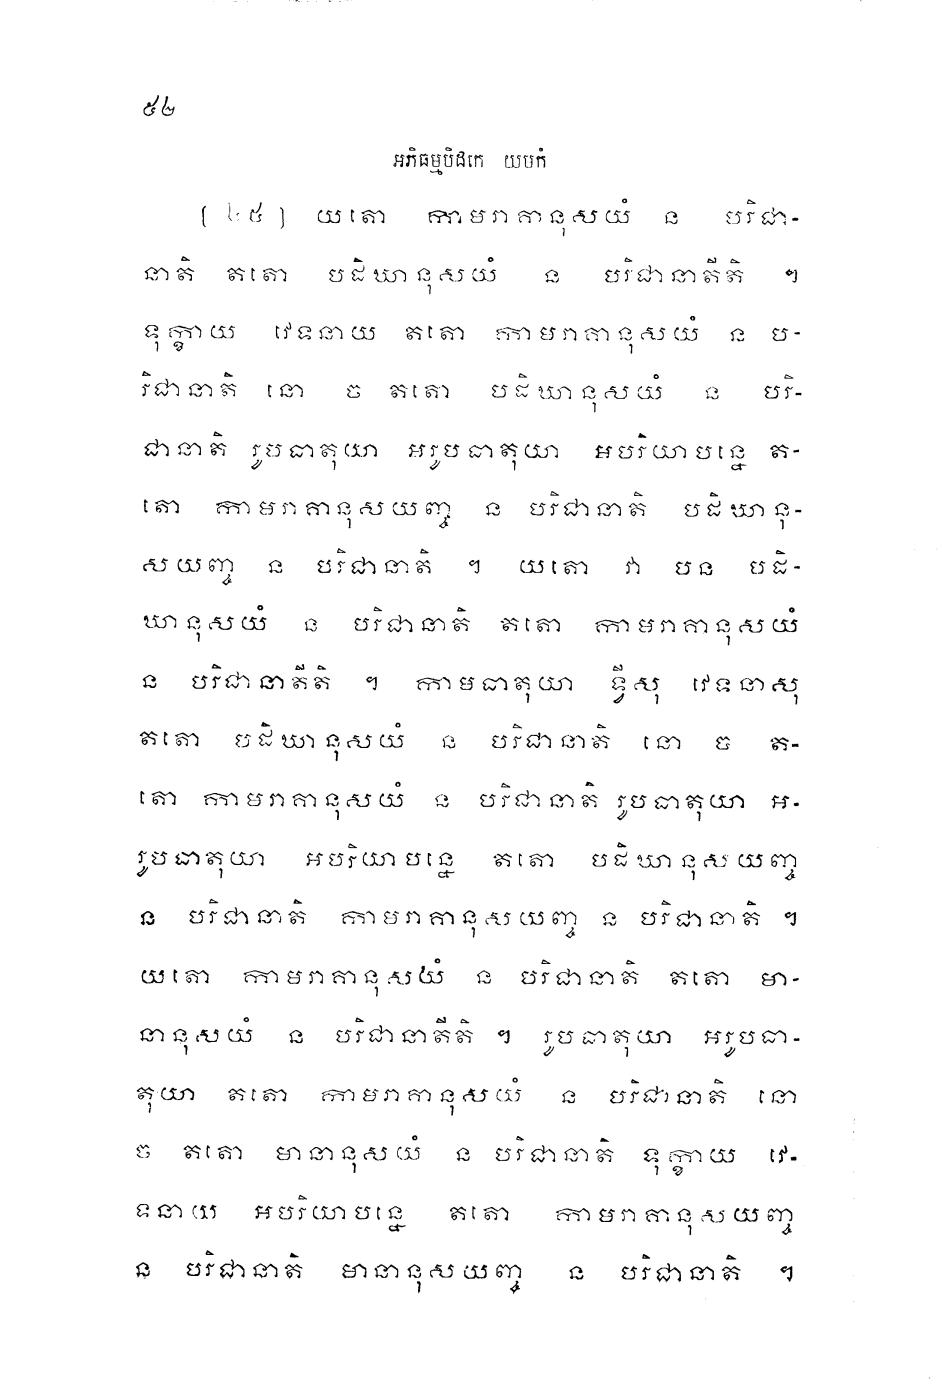 ៥៤
អភិធម្មបិដកេ យមកំ
[ ៤៥ ] យតោ កាមរាគានុសយំ ន បរិជា-
នាតិ តតោ បដិឃានុសយំ ន បរិជានាតីតិ ។
ទុក្ខាយ វេទនាយ តតោ កាមរាគានុសយំ ន ប-
រិជានាតិ នោ ច តតោ បដិឃានុសយំ ន បរិ-
ជានាតិ រូបធាតុយា អរូបធាតុយា អបរិយាបន្នេ ត-
តោ កាមរាគានុសយញ្ច ន បរិជានាតិ បដិឃានុ-
សយញ្ច ន បរិជានាតិ ។ យតោ វា បន បដិ-
ឃានុសយំ ន បរិជានាតិ តតោ កាមរាគានុសយំ
ន បរិជានាតីតិ ។ កាមធាតុយា ទ្វីសុ វេទនាសុ
តតោ បដិឃានុសយំ ន បរិជានាតិ នោ ច ត-
តោ កាមរាគានុសយំ ន បរិជានាតិ រូបធាតុយា អ-
រូបធាតុយា អបរិយាបន្នេ តតោ បដិឃានុសយញ្ច
ន បរិជានាតិ កាមរាគានុសយញ្ច ន បរិជានាតិ ។
យតោ កាមរាគានុសយំ ន បរិជានាតិ តតោ មា-
នានុសយំ ន បរិជានាតីតិ ។ រូបធាតុយា អរូបធា-
តុយា តតោ កាមរាគានុសយំ ន បរិជានាតិ នោ
ច តតោ មានានុសយំ ន បរិជានាតិ ទុក្ខាយ វេ-
ទនាយ អបរិយាបន្នេ តតោ កាមរាគានុសយញ្ច
ន បរិជានាតិ មានានុសយញ្ច ន បរិជានាតិ ។